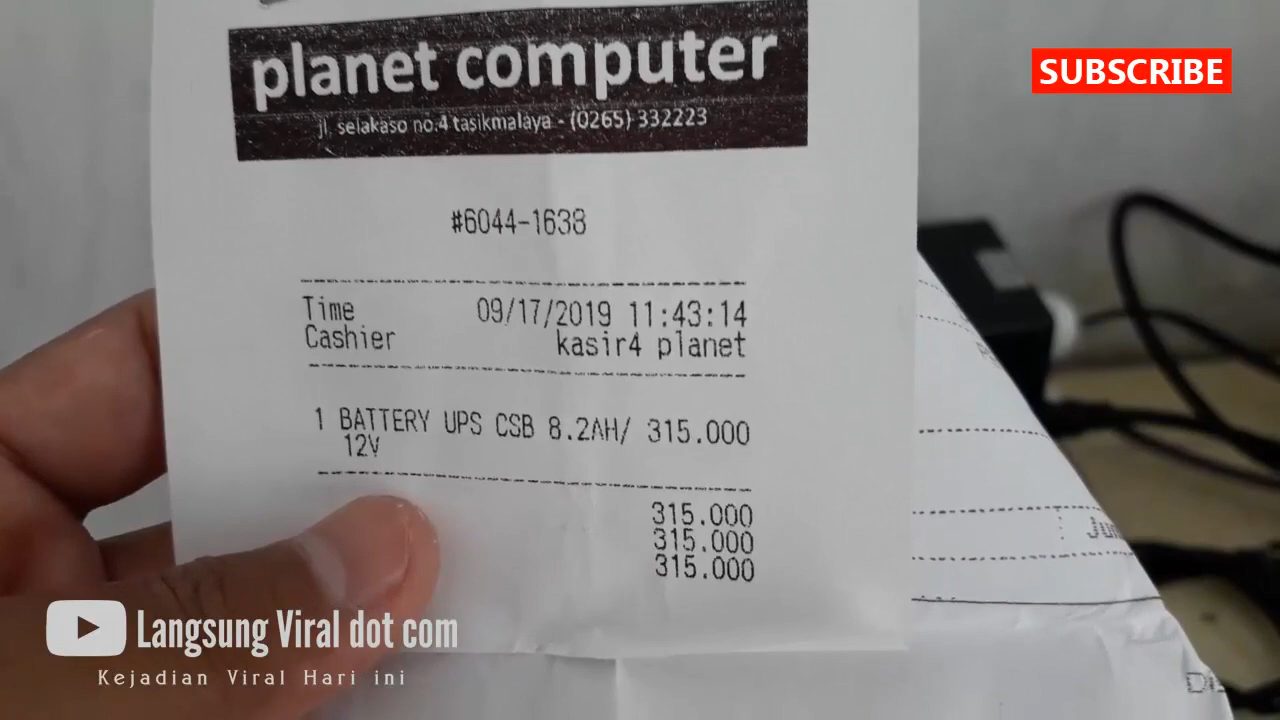 planet computer
SUBSCRIBE
jl. selakaso no.4 tasikmalaya - (0265) 332223
#6044-1638
Time 09/17/2019 11:43:14
Cashier kasir4 planet
1 BATTERY UPS CSB 8.2AH/ 315.000
12V
315.000
315.000
315.000
Langsung Viral dot com
Kejadian Viral Hari ini